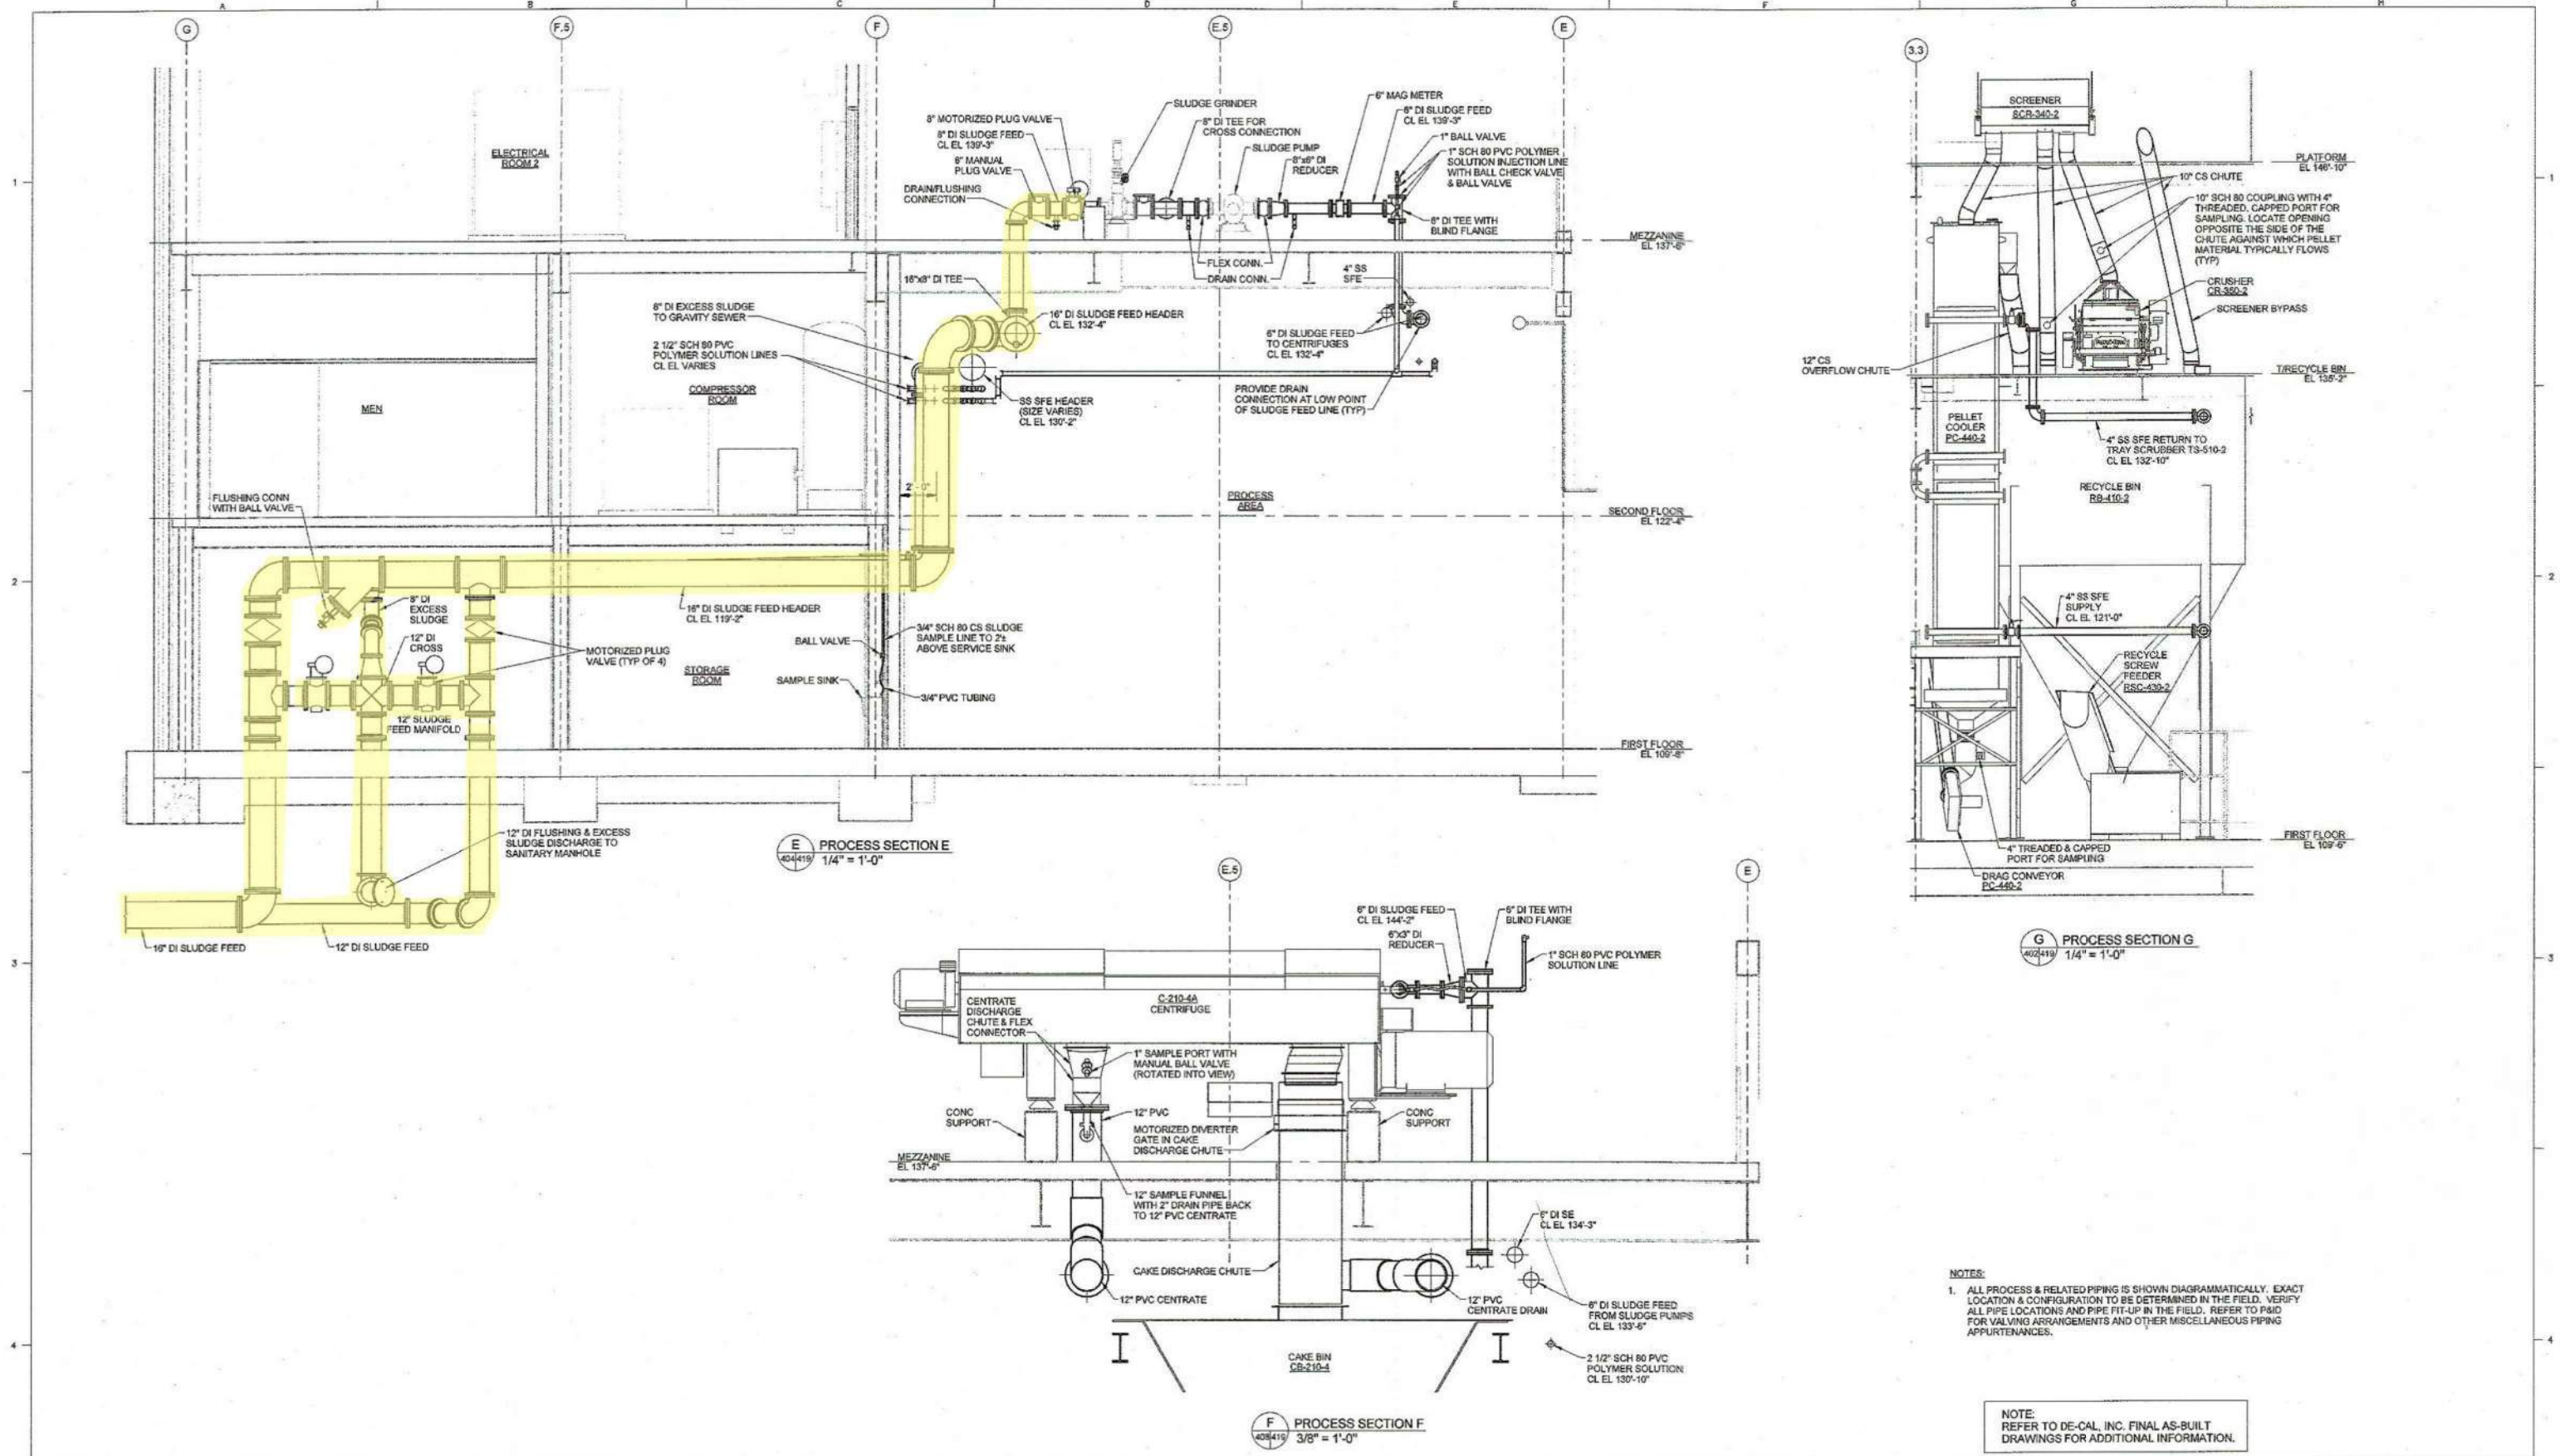 A
B
C
D
E
F
G
H
G
F.5
F
E.5
E
3.3
1
2
3
4
1
2
3
4
ELECTRICAL
ROOM 2
8" MOTORIZED PLUG VALVE
8" DI SLUDGE FEED
CL EL 139'-3"
6" MANUAL
PLUG VALVE
DRAIN/FLUSHING
CONNECTION
SLUDGE GRINDER
8" DI TEE FOR
CROSS CONNECTION
SLUDGE PUMP
8"x6" DI
REDUCER
6" MAG METER
6" DI SLUDGE FEED
CL EL 139'-3"
1" BALL VALVE
1" SCH 80 PVC POLYMER
SOLUTION INJECTION LINE
WITH BALL CHECK VALVE
& BALL VALVE
6" DI TEE WITH
BLIND FLANGE
MEZZANINE
EL 137'-6"
FLEX CONN.
DRAIN CONN.
4" SS
SFE
16"x8" DI TEE
16" DI SLUDGE FEED HEADER
CL EL 132'-4"
6" DI EXCESS SLUDGE
TO GRAVITY SEWER
2 1/2" SCH 80 PVC
POLYMER SOLUTION LINES
CL EL VARIES
6" DI SLUDGE FEED
TO CENTRIFUGES
CL EL 132'-4"
COMPRESSOR
ROOM
MEN
SS SFE HEADER
(SIZE VARIES)
CL EL 130'-2"
PROVIDE DRAIN
CONNECTION AT LOW POINT
OF SLUDGE FEED LINE (TYP)
FLUSHING CONN
WITH BALL VALVE
2'-0"
PROCESS
AREA
SECOND FLOOR
EL 122'-4"
8" DI
EXCESS
SLUDGE
12" DI
CROSS
16" DI SLUDGE FEED HEADER
CL EL 119'-2"
MOTORIZED PLUG
VALVE (TYP OF 4)
BALL VALVE
3/4" SCH 80 CS SLUDGE
SAMPLE LINE TO 2'±
ABOVE SERVICE SINK
STORAGE
ROOM
SAMPLE SINK
3/4" PVC TUBING
12" SLUDGE
FEED MANIFOLD
FIRST FLOOR
EL 109'-6"
12" DI FLUSHING & EXCESS
SLUDGE DISCHARGE TO
SANITARY MANHOLE
16" DI SLUDGE FEED
12" DI SLUDGE FEED
E
404 419
PROCESS SECTION E
1/4" = 1'-0"
SCREENER
SCR-340-2
PLATFORM
EL 146'-10"
10" CS CHUTE
10" SCH 80 COUPLING WITH 4"
THREADED, CAPPED PORT FOR
SAMPLING. LOCATE OPENING
OPPOSITE THE SIDE OF THE
CHUTE AGAINST WHICH PELLET
MATERIAL TYPICALLY FLOWS
(TYP)
CRUSHER
CR-350-2
SCREENER BYPASS
12" CS
OVERFLOW CHUTE
T/RECYCLE BIN
EL 135'-2"
PELLET
COOLER
PC-440-2
4" SS SFE RETURN TO
TRAY SCRUBBER TS-510-2
CL EL 132'-10"
RECYCLE BIN
RB-410-2
4" SS SFE
SUPPLY
CL EL 121'-0"
RECYCLE
SCREW
FEEDER
RSC-430-2
FIRST FLOOR
EL 109'-6"
4" TREADED & CAPPED
PORT FOR SAMPLING
DRAG CONVEYOR
PC-440-2
G
402 419
PROCESS SECTION G
1/4" = 1'-0"
E.5
E
6" DI SLUDGE FEED
CL EL 144'-2"
6"x3" DI
REDUCER
6" DI TEE WITH
BLIND FLANGE
1" SCH 80 PVC POLYMER
SOLUTION LINE
CENTRATE
DISCHARGE
CHUTE & FLEX
CONNECTOR
C-210-4A
CENTRIFUGE
1" SAMPLE PORT WITH
MANUAL BALL VALVE
(ROTATED INTO VIEW)
CONC
SUPPORT
12" PVC
MOTORIZED DIVERTER
GATE IN CAKE
DISCHARGE CHUTE
CONC
SUPPORT
MEZZANINE
EL 137'-6"
12" SAMPLE FUNNEL
WITH 2" DRAIN PIPE BACK
TO 12" PVC CENTRATE
6" DI SE
CL EL 134'-3"
CAKE DISCHARGE CHUTE
12" PVC CENTRATE
12" PVC
CENTRATE DRAIN
6" DI SLUDGE FEED
FROM SLUDGE PUMPS
CL EL 133'-6"
CAKE BIN
CB-210-4
2 1/2" SCH 80 PVC
POLYMER SOLUTION
CL EL 130'-10"
F
419
PROCESS SECTION F
3/8" = 1'-0"
NOTES:
1. ALL PROCESS & RELATED PIPING IS SHOWN DIAGRAMMATICALLY. EXACT
LOCATION & CONFIGURATION TO BE DETERMINED IN THE FIELD. VERIFY
ALL PIPE LOCATIONS AND PIPE FIT-UP IN THE FIELD. REFER TO P&ID
FOR VALVING ARRANGEMENTS AND OTHER MISCELLANEOUS PIPING
APPURTENANCES.
NOTE:
REFER TO DE-CAL, INC. FINAL AS-BUILT
DRAWINGS FOR ADDITIONAL INFORMATION.